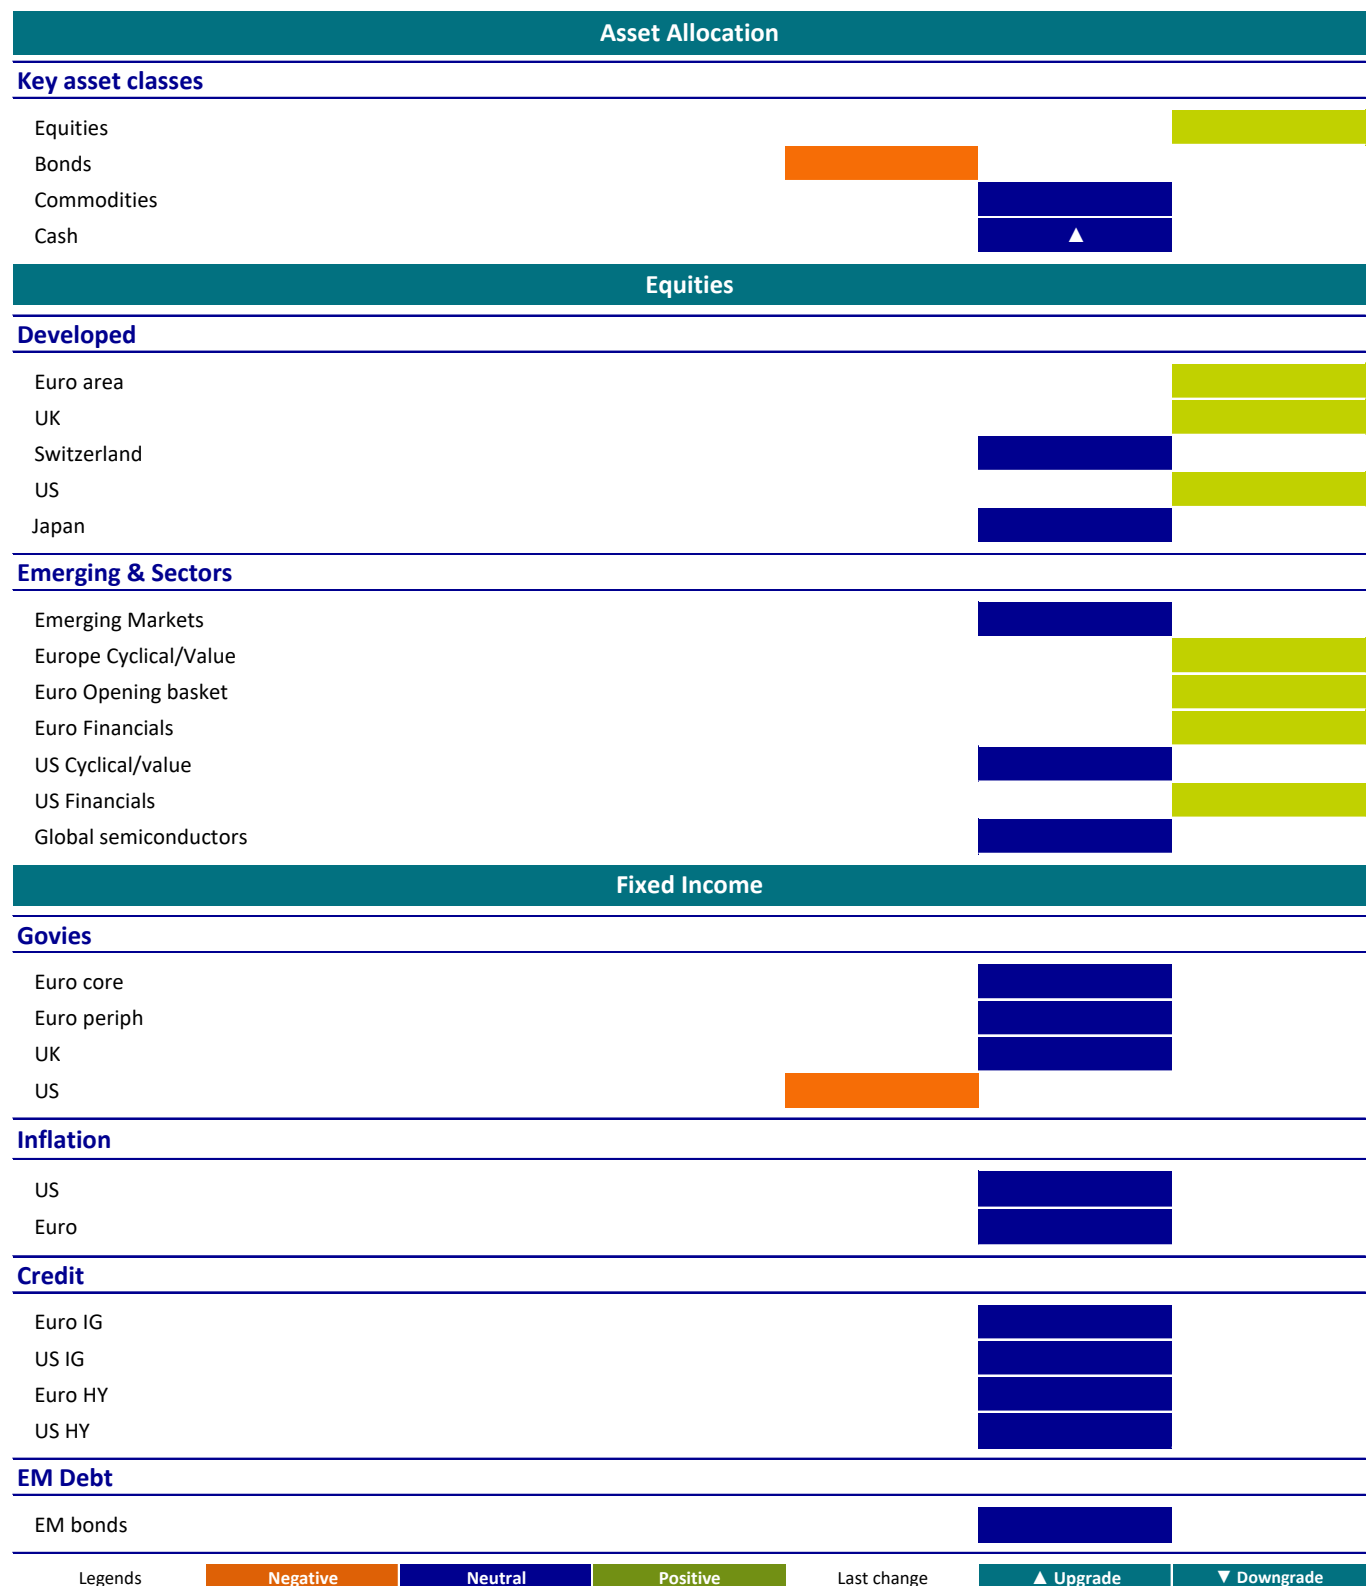 Asset Allocation
Key asset classes
Equities
Bonds
Commodities
Cash ▲
Equities
Developed
Euro area
UK
Switzerland
US
Japan
Emerging & Sectors
Emerging Markets
Europe Cyclical/Value
Euro Opening basket
Euro Financials
US Cyclical/value
US Financials
Global semiconductors
Fixed Income
Govies
Euro core
Euro periph
UK
US
Inflation
US
Euro
Credit
Euro IG
US IG
Euro HY
US HY
EM Debt
EM bonds
Legends Negative Neutral Positive Last change ▲ Upgrade ▼ Downgrade